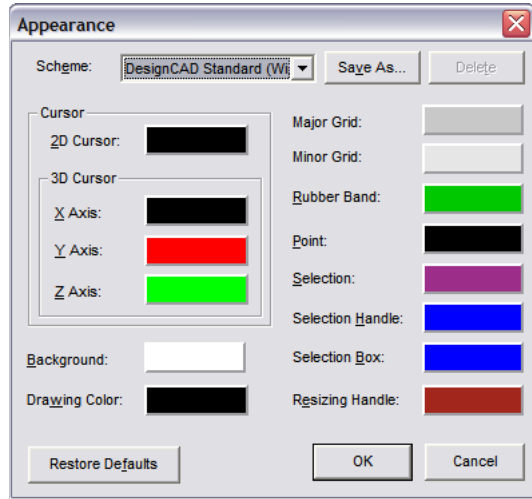 Appearance
Scheme: DesignCAD Standard (Wi Save As... Delete
Cursor
2D Cursor:
3D Cursor
X Axis:
Y Axis:
Z Axis:
Background:
Drawing Color:
Major Grid:
Minor Grid:
Rubber Band:
Point:
Selection:
Selection Handle:
Selection Box:
Resizing Handle:
Restore Defaults OK Cancel